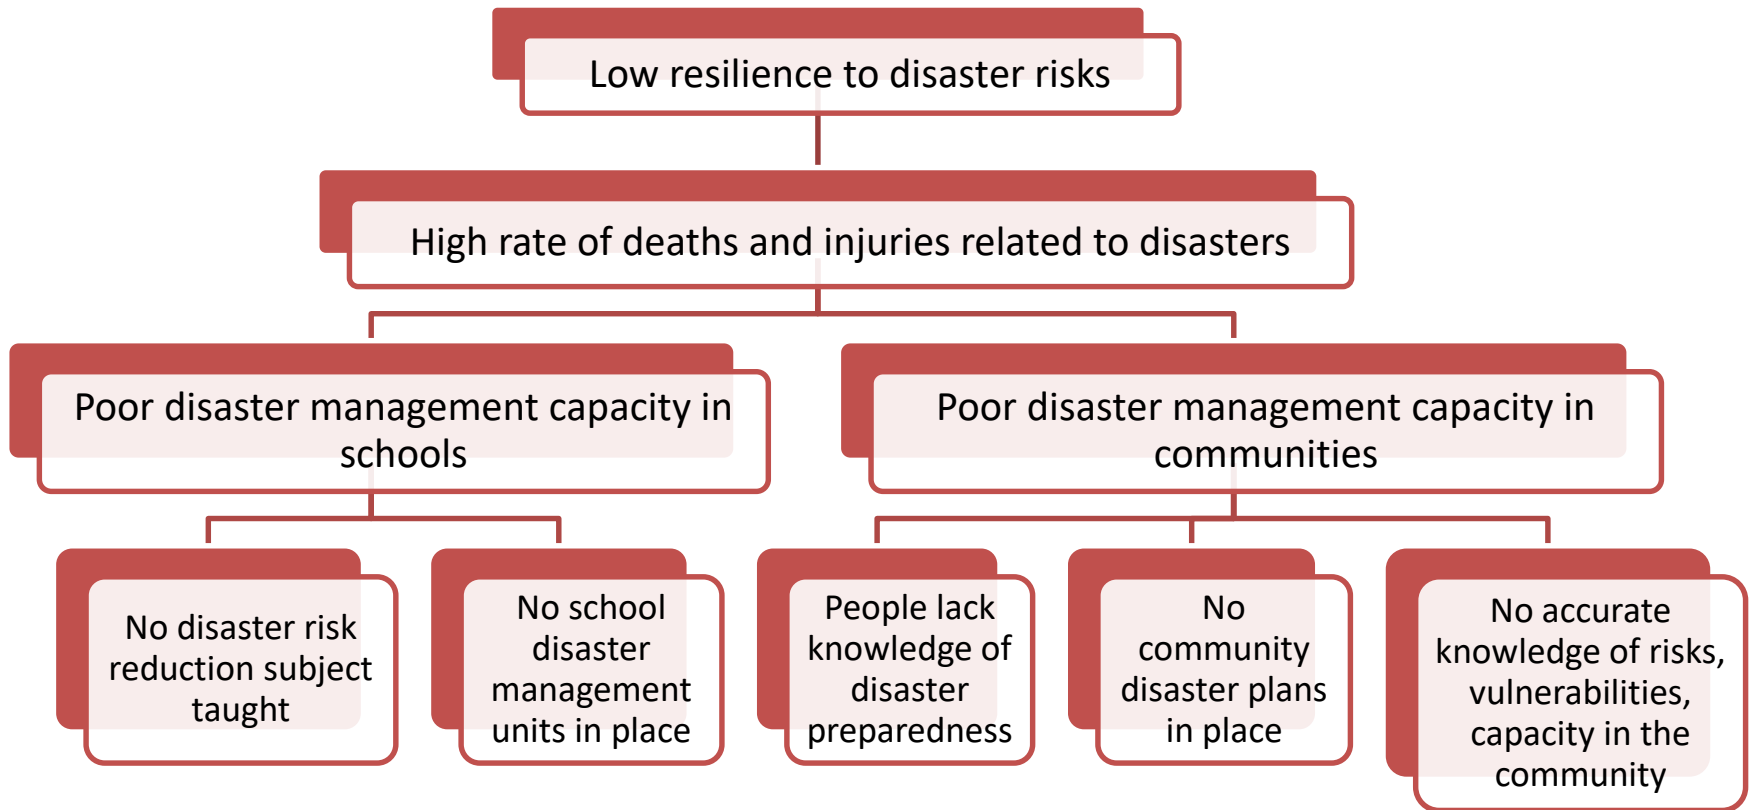 Low resilience to disaster risks
High rate of deaths and injuries related to disasters
Poor disaster management capacity in
schools
Poor disaster management capacity in
communities
No disaster risk
reduction subject
taught
No school
disaster
management
units in place
People lack
knowledge of
disaster
preparedness
No
community
disaster plans
in place
No accurate
knowledge of risks,
vulnerabilities,
capacity in the
community